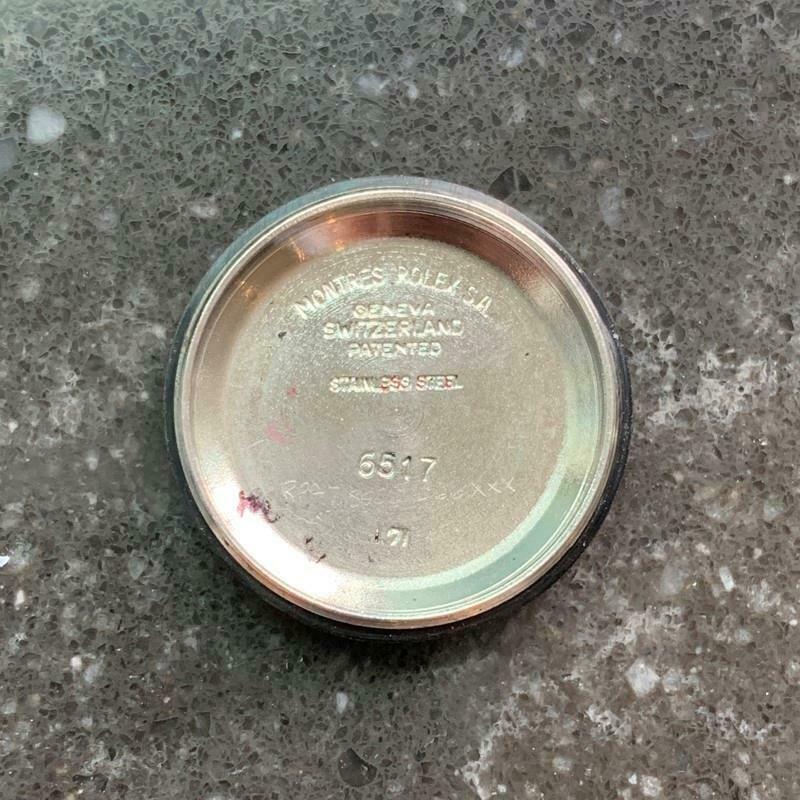 MONTRES ROLEX S.A.
GENEVA
SWITZERLAND
PATENTED
STAINLESS STEEL
6517